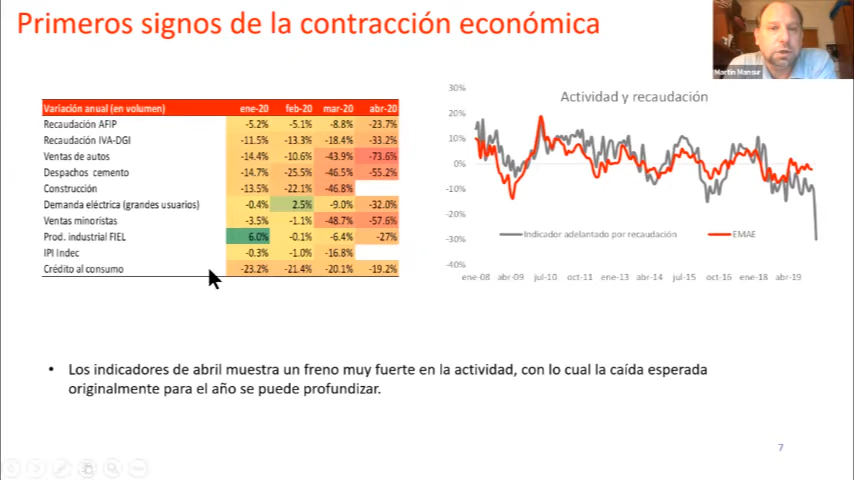 Primeros signos de la contracción económica
Martín Mansur
Variación anual (en volumen) ene-20 feb-20 mar-20 abr-20
Recaudación AFIP -5.2% -5.1% -8.8% -23.7%
Recaudación IVA-DGI -11.5% -13.3% -18.4% -33.2%
Ventas de autos -14.4% -10.6% -43.9% -73.6%
Despachos cemento -14.7% -25.5% -46.5% -55.2%
Construcción -13.5% -22.1% -46.8%
Demanda eléctrica (grandes usuarios) -0.4% 2.5% -9.0% -32.0%
Ventas minoristas -3.5% -1.1% -48.7% -57.6%
Prod. industrial FIEL 6.0% -0.1% -6.4% -27%
IPI Indec -0.3% -1.0% -16.8%
Crédito al consumo -23.2% -21.4% -20.1% -19.2%
Actividad y recaudación
30%
20%
10%
0%
-10%
-20%
-30%
-40%
Indicador adelantado por recaudación EMAE
ene-08 abr-09 jul-10 oct-11 ene-13 abr-14 jul-15 oct-16 ene-18 abr-19
• Los indicadores de abril muestra un freno muy fuerte en la actividad, con lo cual la caída esperada
originalmente para el año se puede profundizar.
7